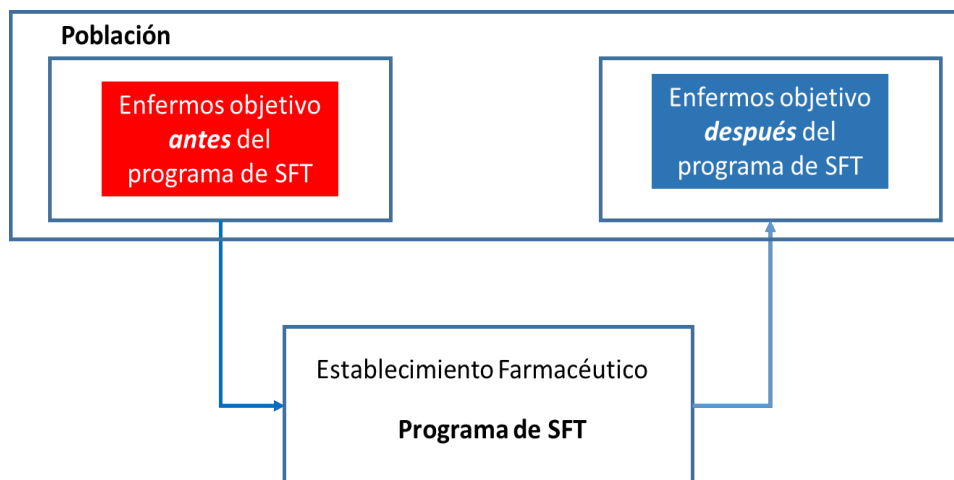 Población
Enfermos objetivo
antes del
programa de SFT
Enfermos objetivo
después del
programa de SFT
Establecimiento Farmacéutico
Programa de SFT